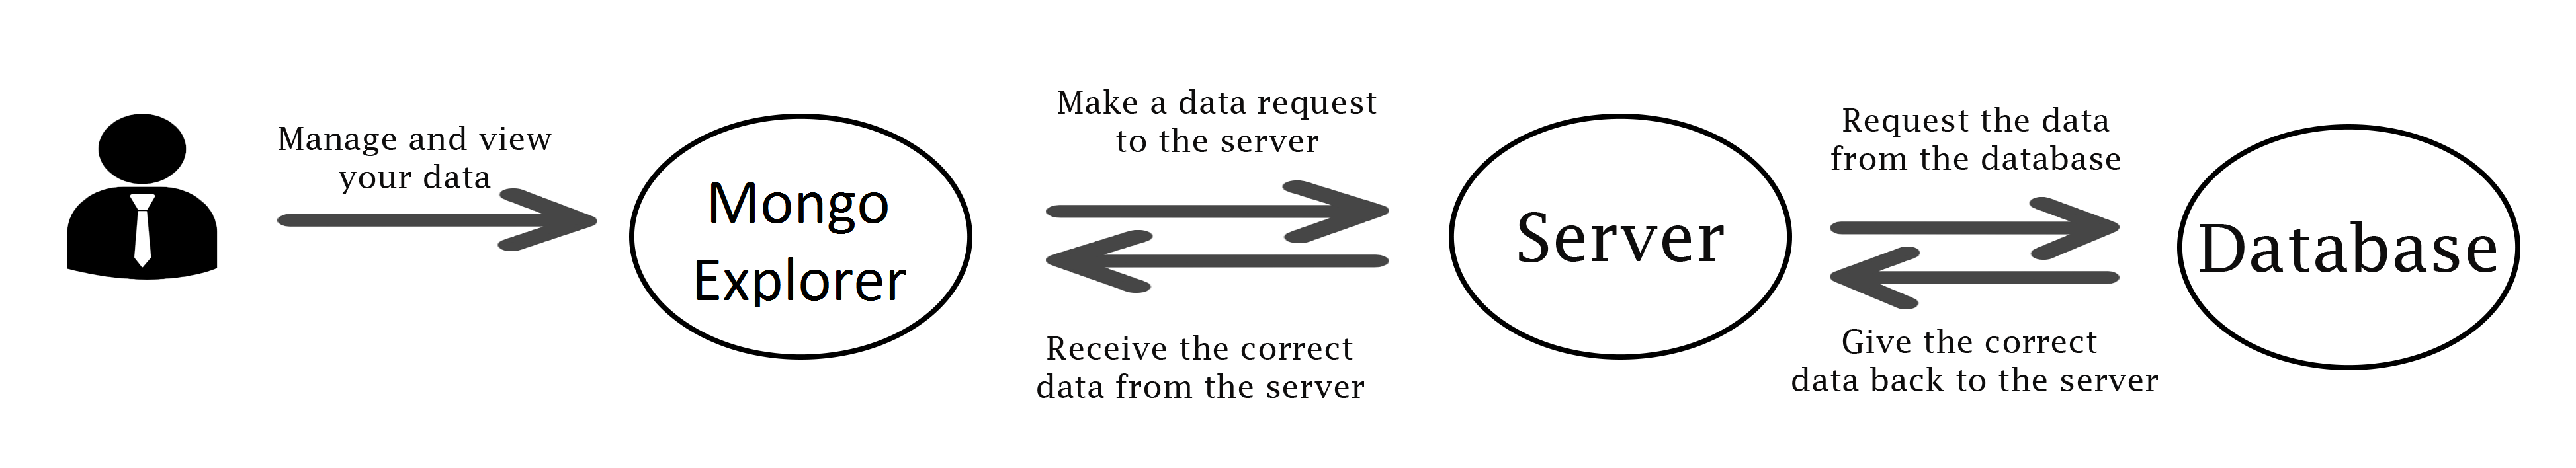 Manage and view
your data
Mongo
Explorer
Make a data request
to the server
Receive the correct
data from the server
Server
Request the data
from the database
Give the correct
data back to the server
Database